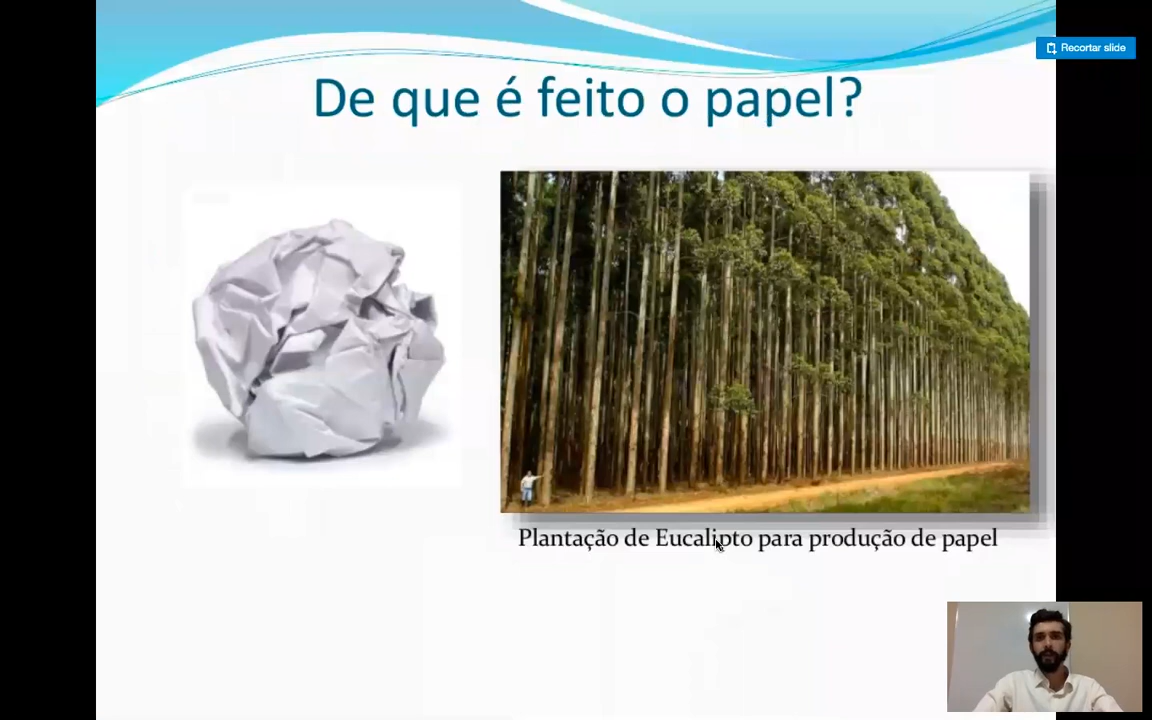 Recortar slide
De que é feito o papel?
Plantação de Eucalipto para produção de papel